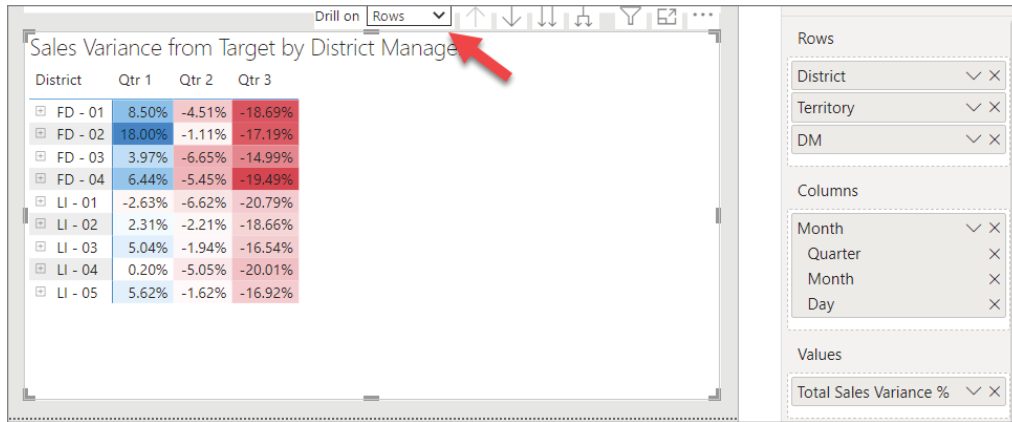 Drill on Rows
Sales Variance from Target by District Manage
District Qtr 1 Qtr 2 Qtr 3
FD - 01 8.50% -4.51% -18.69%
FD - 02 18.00% -1.11% -17.19%
FD - 03 3.97% -6.65% -14.99%
FD - 04 6.44% -5.45% -19.49%
LI - 01 -2.63% -6.62% -20.79%
LI - 02 2.31% -2.21% -18.66%
LI - 03 5.04% -1.94% -16.54%
LI - 04 0.20% -5.05% -20.01%
LI - 05 5.62% -1.62% -16.92%
Rows
District
Territory
DM
Columns
Month
Quarter
Month
Day
Values
Total Sales Variance %